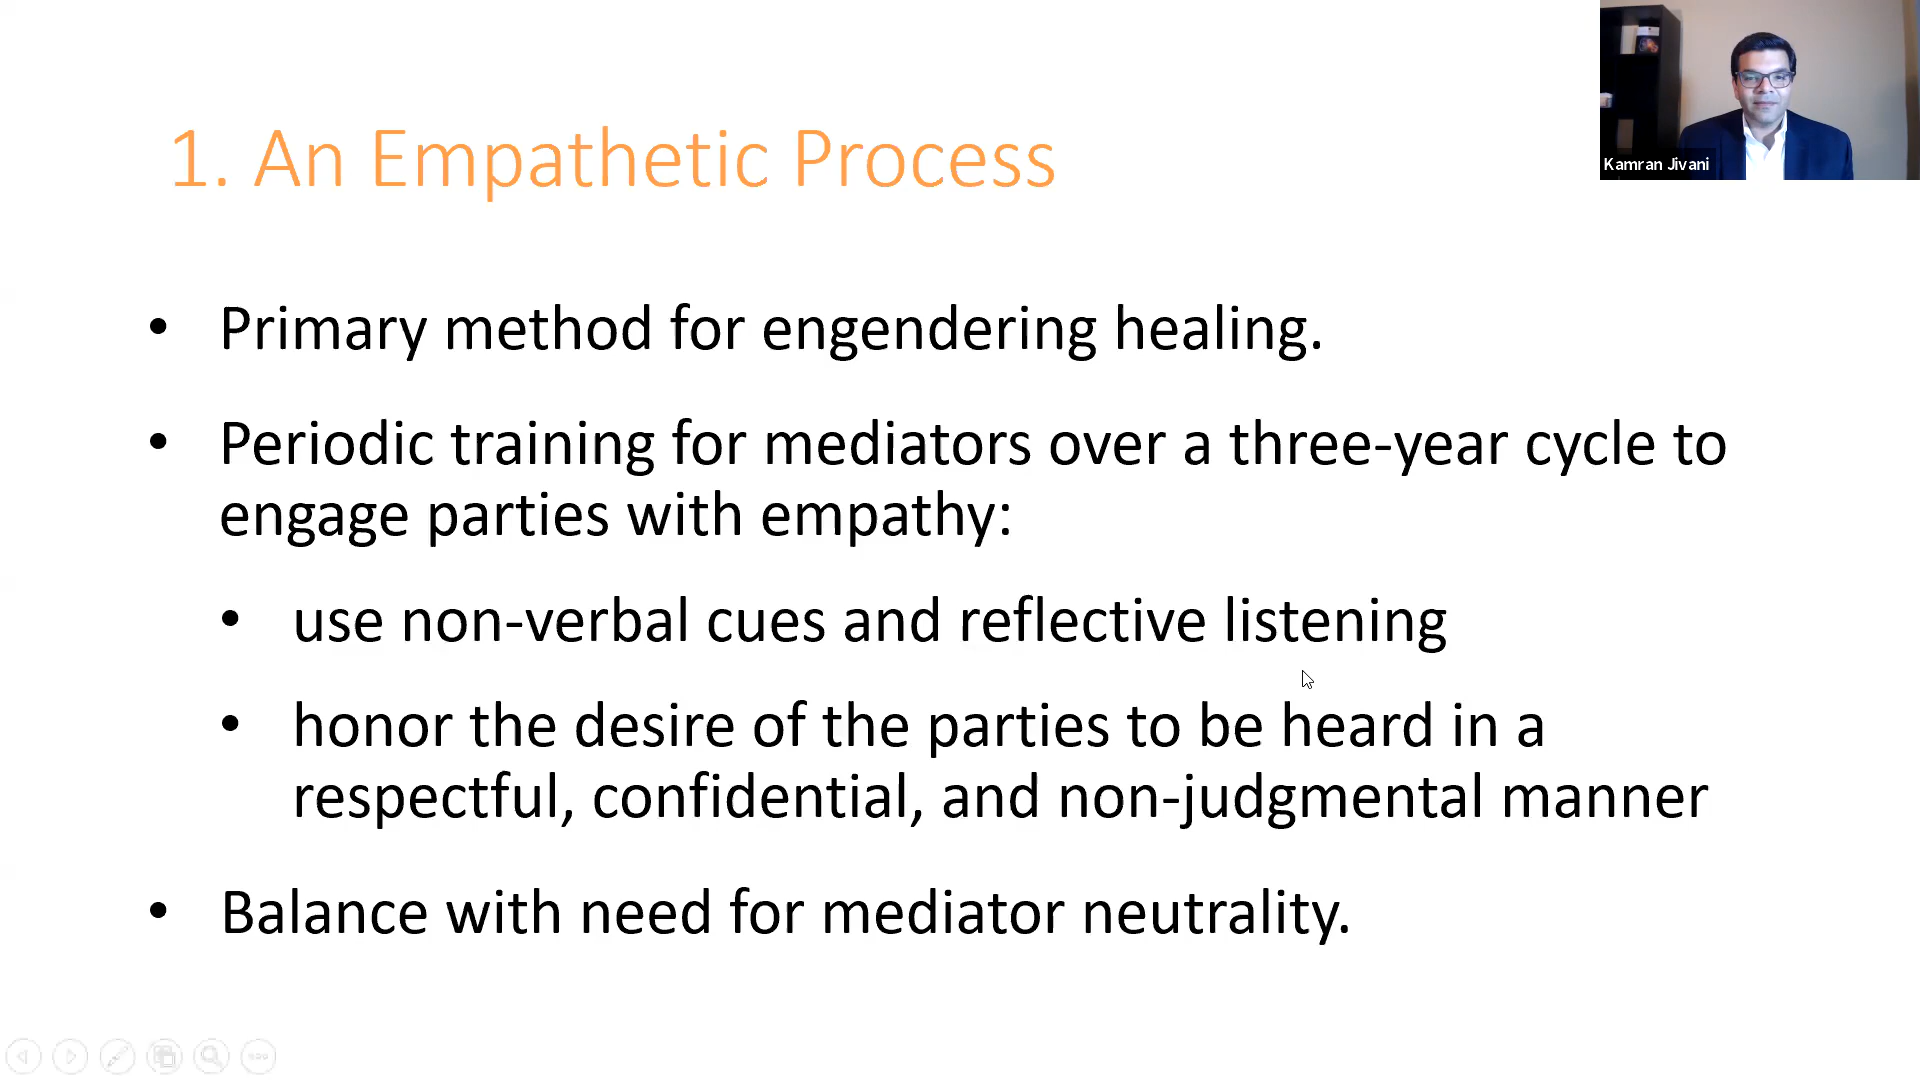 1. An Empathetic Process
Kamran Jivani
• Primary method for engendering healing.
• Periodic training for mediators over a three-year cycle to
engage parties with empathy:
• use non-verbal cues and reflective listening
• honor the desire of the parties to be heard in a
respectful, confidential, and non-judgmental manner
• Balance with need for mediator neutrality.